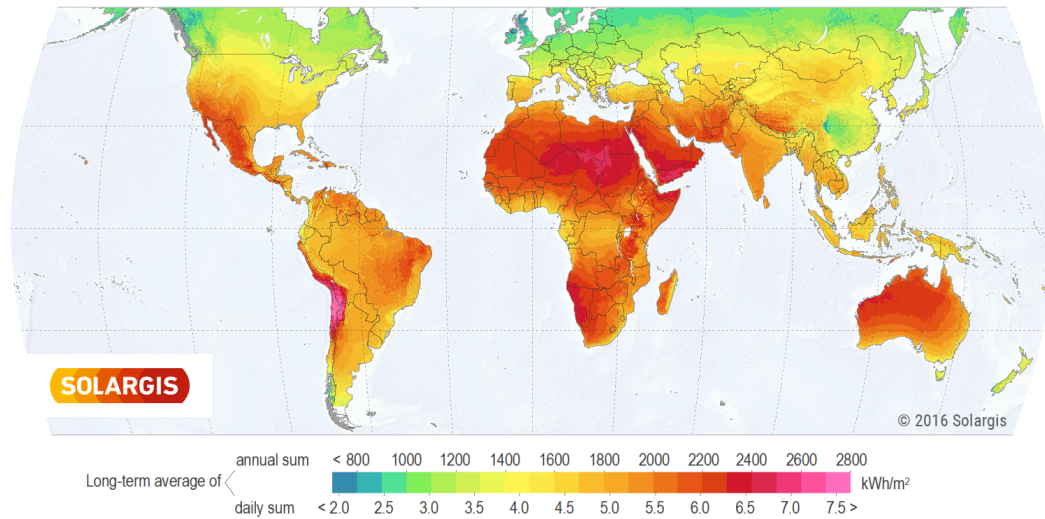 SOLARGIS
© 2016 Solargis
annual sum < 800 1000 1200 1400 1600 1800 2000 2200 2400 2600 2800
Long-term average of kWh/m²
daily sum < 2.0 2.5 3.0 3.5 4.0 4.5 5.0 5.5 6.0 6.5 7.0 7.5 >